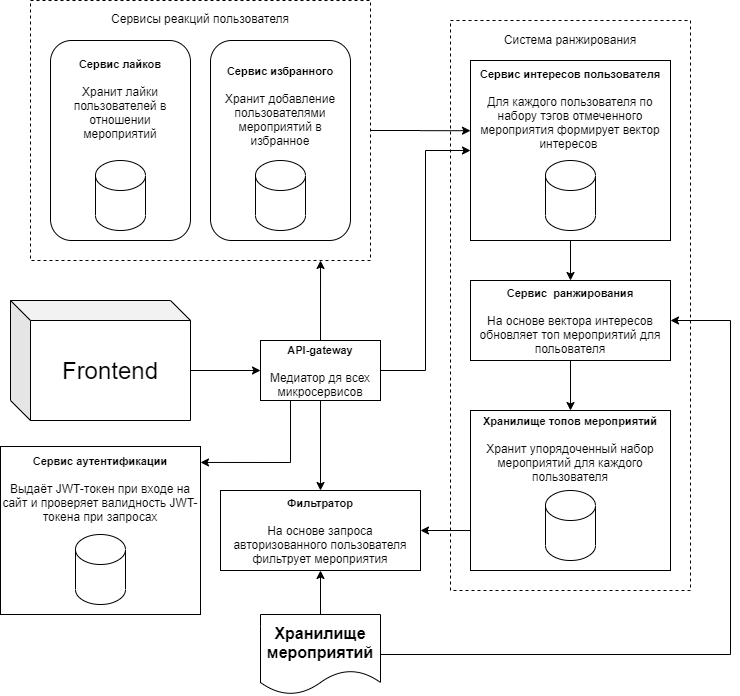 Сервисы реакций пользователя
Сервис лайков
Хранит лайки
пользователей в
отношении
мероприятий
Сервис избранного
Хранит добавление
пользователями
мероприятий в
избранное
Система ранжирования
Сервис интересов пользователя
Для каждого пользователя по
набору тэгов отмеченного
мероприятия формирует вектор
интересов
Сервис ранжирования
На основе вектора интересов
обновляет топ мероприятий для
польователя
Frontend
API-gateway
Медиатор дя всех
микросервисов
Хранилище топов мероприятий
Хранит упорядоченный набор
мероприятий для каждого
пользователя
Сервис аутентификации
Выдаёт JWT-токен при входе на
сайт и проверяет валидность JWT-
токена при запросах
Фильтратор
На основе запроса
авторизованного пользователя
фильтрует мероприятия
Хранилище
мероприятий